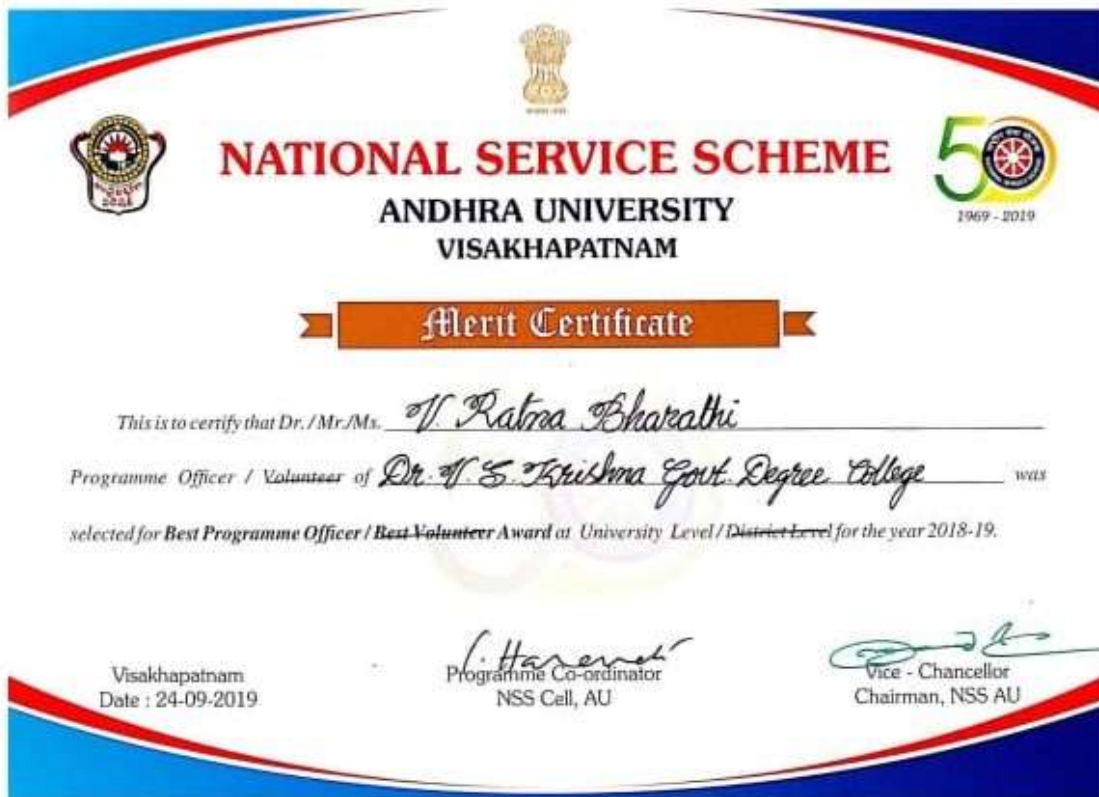 NATIONAL SERVICE SCHEME
50
1969 - 2019
ANDHRA UNIVERSITY
VISAKHAPATNAM
Merit Certificate
This is to certify that Dr./Mr./Ms. V. Ratna Bharathi
Programme Officer / Volunteer of Dr. V. S. Krishna Govt. Degree College was
selected for Best Programme Officer / Best Volunteer Award at University Level / District Level for the year 2018-19.
Visakhapatnam
Date : 24-09-2019
Programme Co-ordinator
NSS Cell, AU
Vice - Chancellor
Chairman, NSS AU